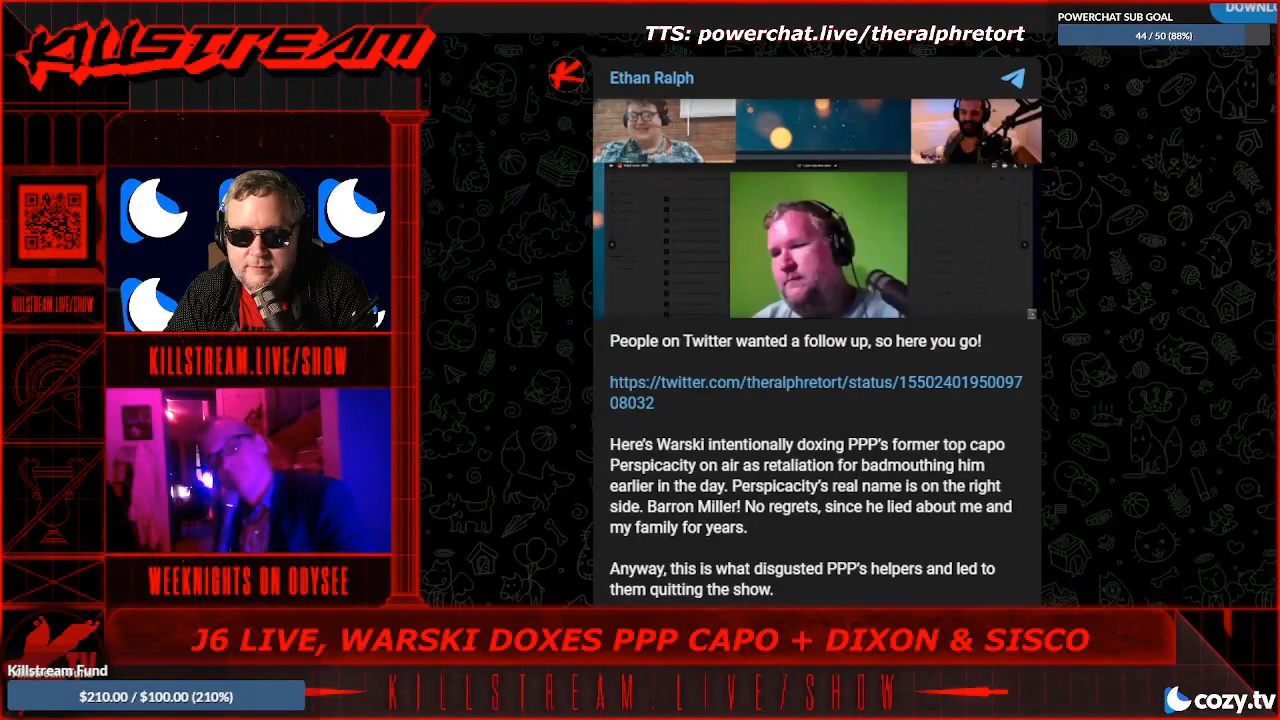 KILLSTREAM
TTS: powerchat.live/theralphretort
POWERCHAT SUB GOAL
44 / 50 (88%)
DOWNL
Ethan Ralph
People on Twitter wanted a follow up, so here you go!
https://twitter.com/theralphretort/status/15502401950097
08032
Here's Warski intentionally doxing PPP's former top capo
Perspicacity on air as retaliation for badmouthing him
earlier in the day. Perspicacity's real name is on the right
side. Barron Miller! No regrets, since he lied about me and
my family for years.
Anyway, this is what disgusted PPP's helpers and led to
them quitting the show.
KILLSTREAM.LIVE/SHOW
KILLSTREAM.LIVE/SHOW
WEEKNIGHTS ON ODYSEE
J6 LIVE, WARSKI DOXES PPP CAPO + DIXON & SISCO
Killstream Fund
$210.00 / $100.00 (210%)
KILLSTREAM.LIVE/SHOW
cozy.tv